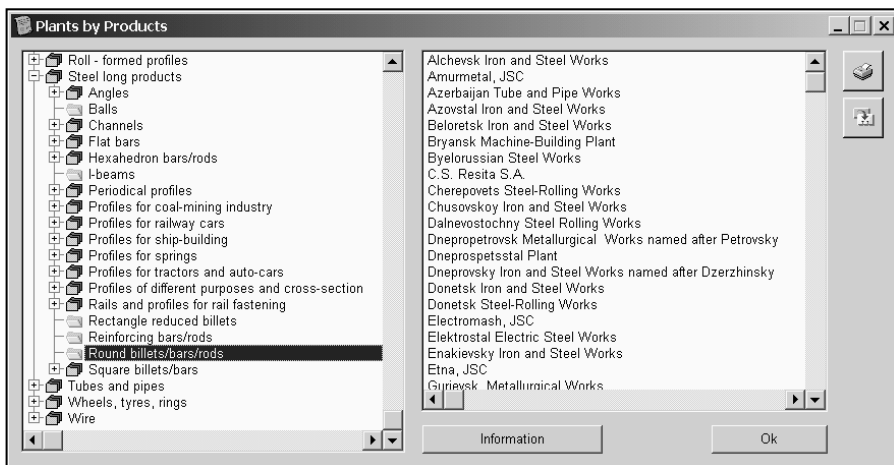 Plants by Products
Roll - formed profiles
Steel long products
Angles
Balls
Channels
Flat bars
Hexahedron bars/rods
I-beams
Periodical profiles
Profiles for coal-mining industry
Profiles for railway cars
Profiles for ship-building
Profiles for springs
Profiles for tractors and auto-cars
Profiles of different purposes and cross-section
Rails and profiles for rail fastening
Rectangle reduced billets
Reinforcing bars/rods
Round billets/bars/rods
Square billets/bars
Tubes and pipes
Wheels, tyres, rings
Wire
Alchevsk Iron and Steel Works
Amurmetal, JSC
Azerbaijan Tube and Pipe Works
Azovstal Iron and Steel Works
Beloretsk Iron and Steel Works
Bryansk Machine-Building Plant
Byelorussian Steel Works
C.S. Resita S.A.
Cherepovets Steel-Rolling Works
Chusovskoy Iron and Steel Works
Dalnevostochny Steel Rolling Works
Dnepropetrovsk Metallurgical  Works named after Petrovsky
Dneprospetsstal Plant
Dneprovsky Iron and Steel Works named after Dzerzhinsky
Donetsk Iron and Steel Works
Donetsk Steel-Rolling Works
Electromash, JSC
Elektrostal Electric Steel Works
Enakievsky Iron and Steel Works
Etna, JSC
Gurievsk  Metallurgical Works
Information
Ok